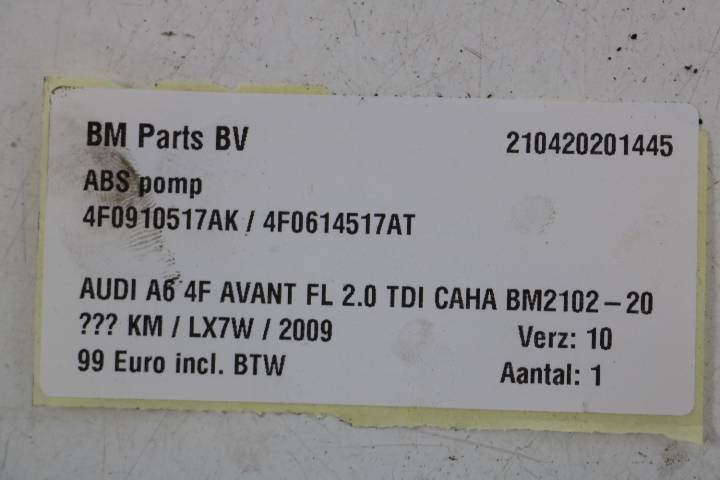 BM Parts BV 210420201445
ABS pomp
4F0910517AK / 4F0614517AT
AUDI A6 4F AVANT FL 2.0 TDI CAHA BM2102-20
??? KM / LX7W / 2009 Verz: 10
99 Euro incl. BTW Aantal: 1